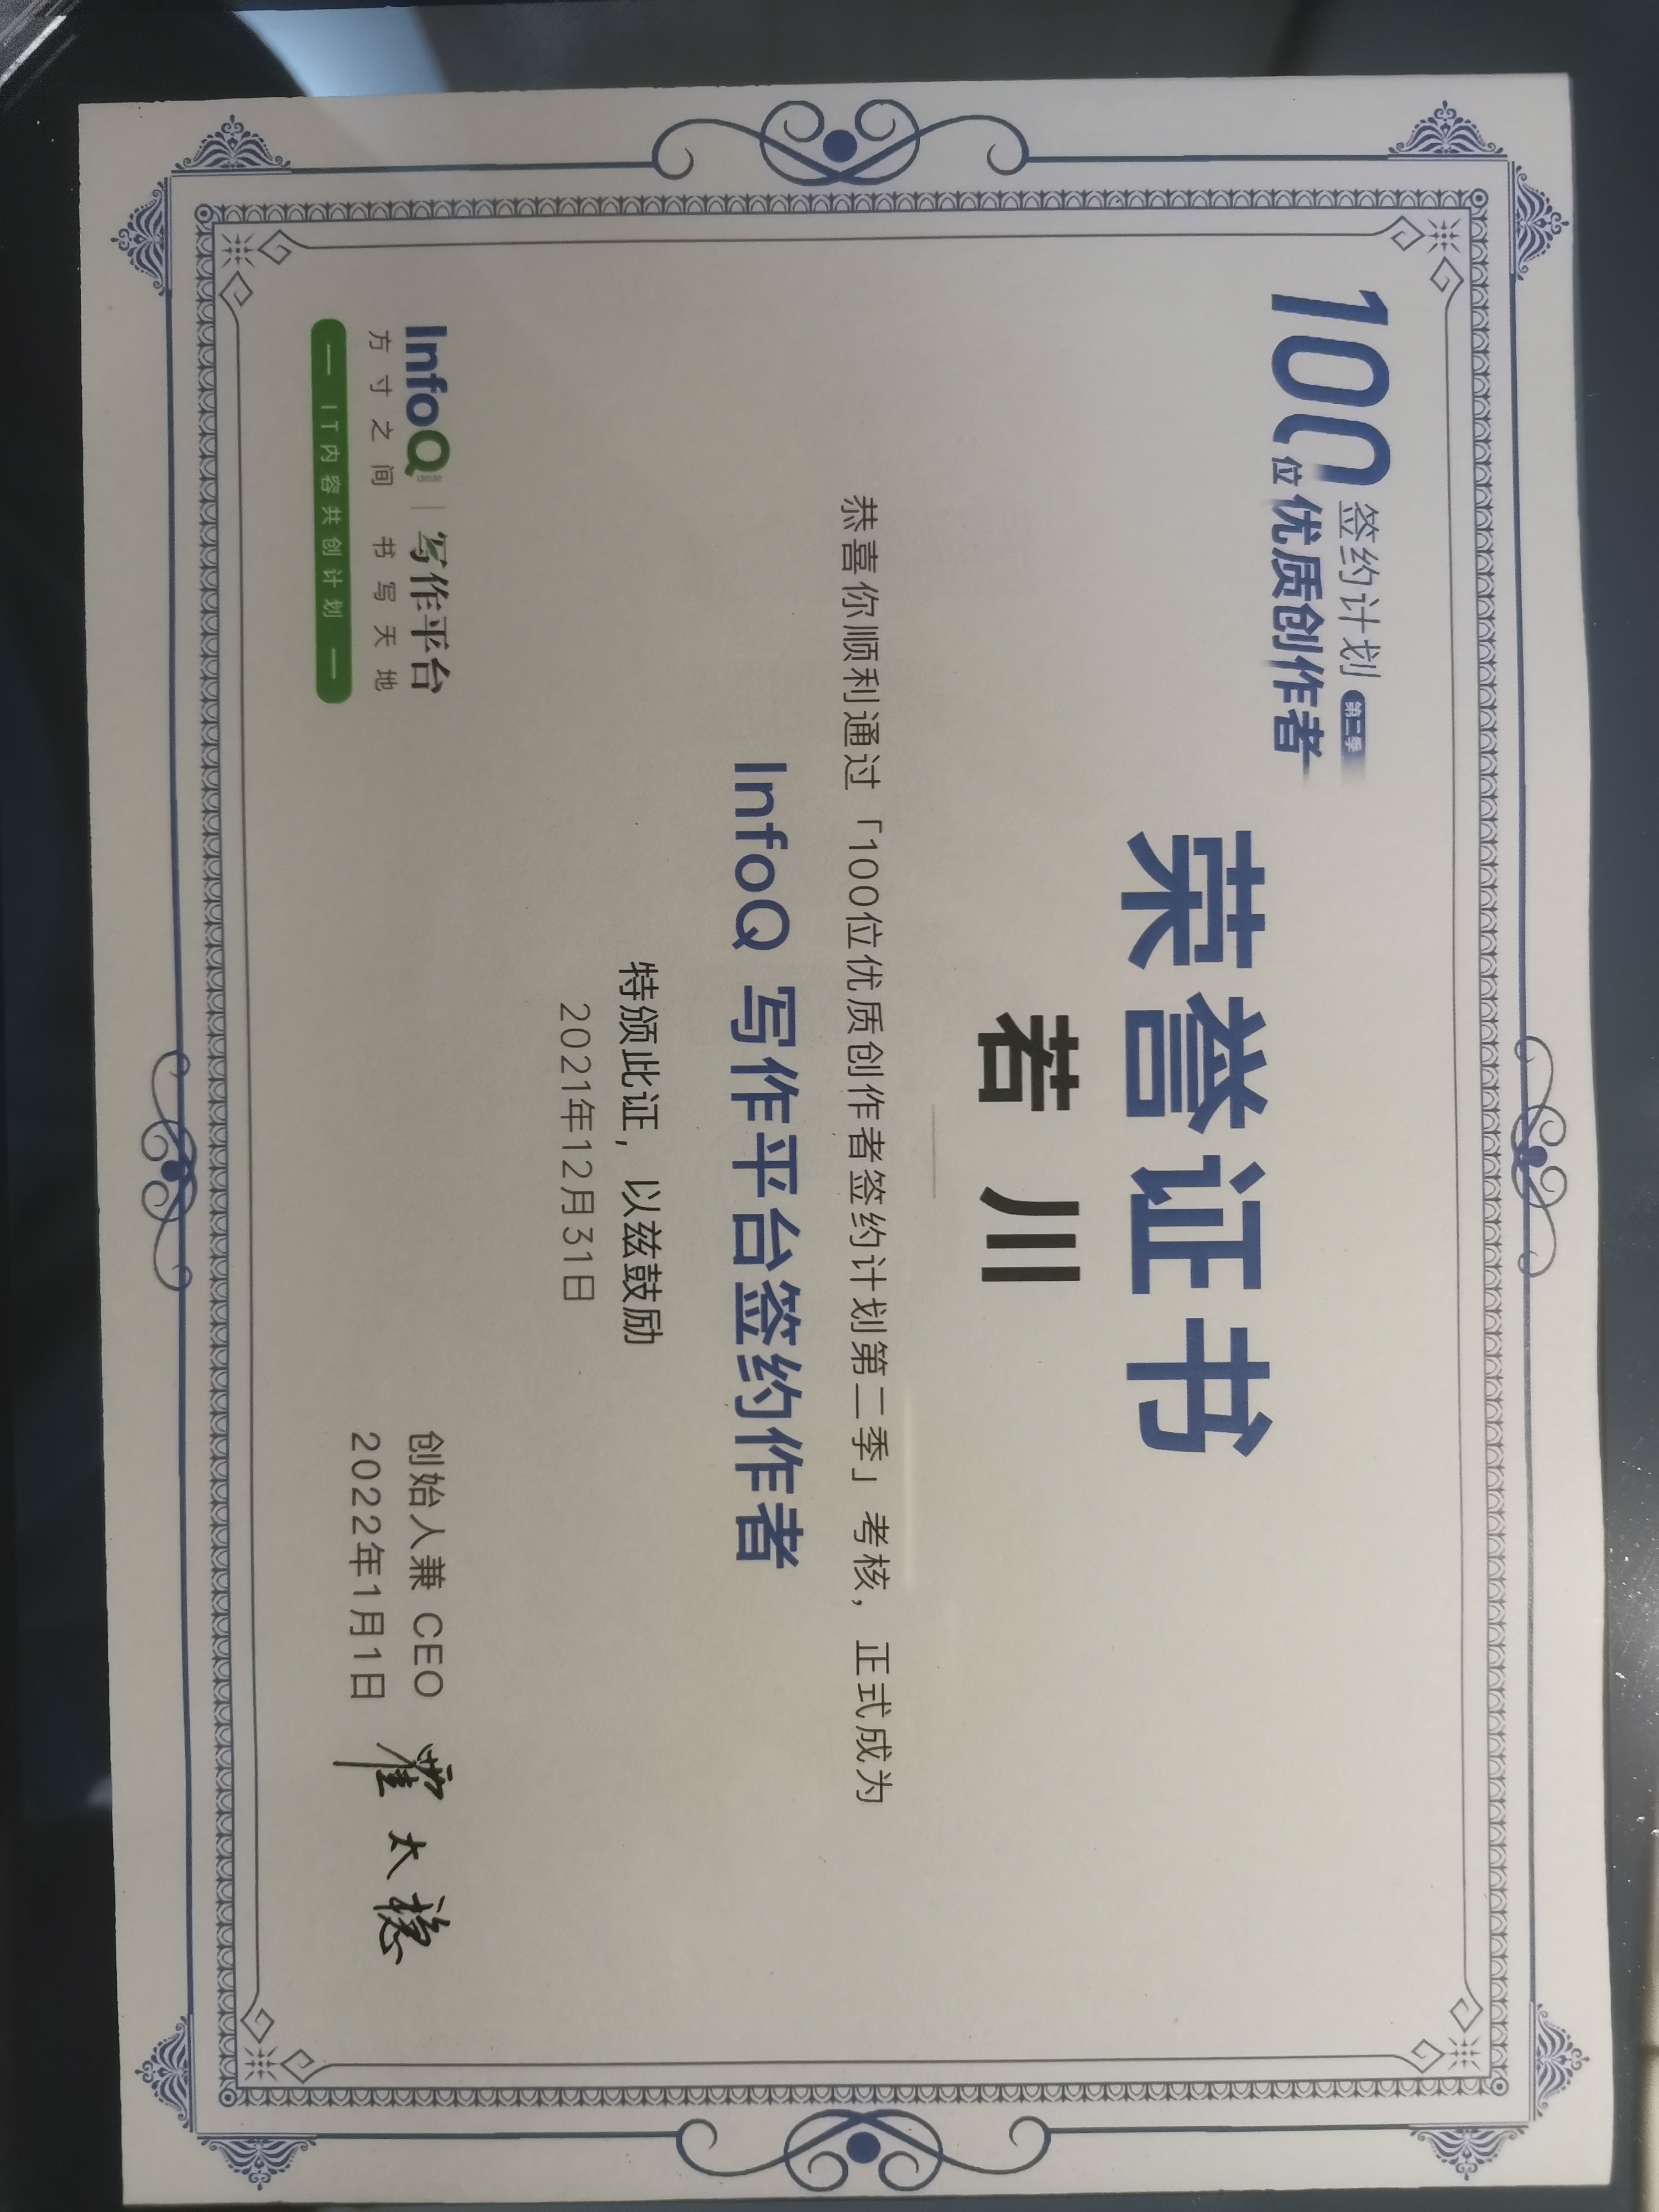 100位 签约计划 第二季
优质创作者
荣誉证书
若 川
恭喜你顺利通过「100位优质创作者签约计划第二季」考核，正式成为
InfoQ 写作平台签约作者
特颁此证，以兹鼓励
2021年12月31日
InfoQ | 写作平台
方寸之间 书写天地
— IT内容共创计划 —
创始人兼 CEO 霍太稳
2022年1月1日